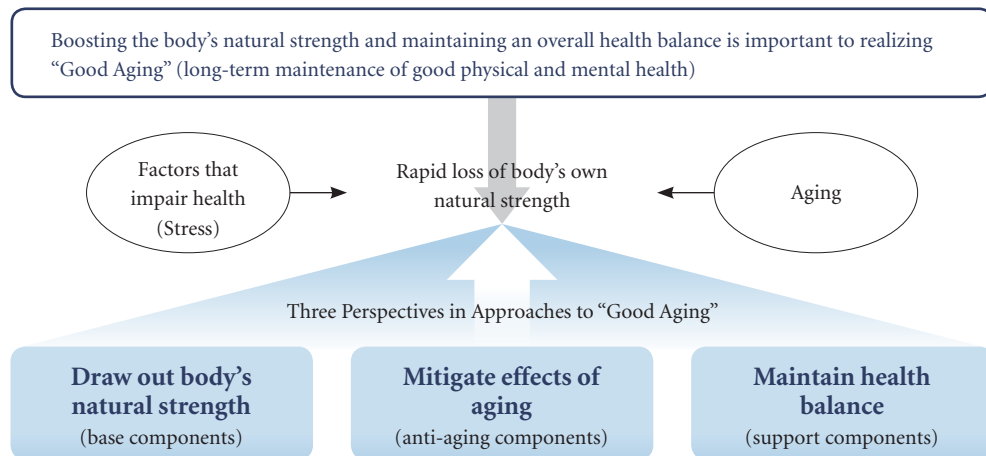 Boosting the body’s natural strength and maintaining an overall health balance is important to realizing
“Good Aging” (long-term maintenance of good physical and mental health)
Factors that
impair health
(Stress)
Rapid loss of body’s own
natural strength
Aging
Three Perspectives in Approaches to “Good Aging”
Draw out body’s
natural strength
(base components)
Mitigate effects of
aging
(anti-aging components)
Maintain health
balance
(support components)